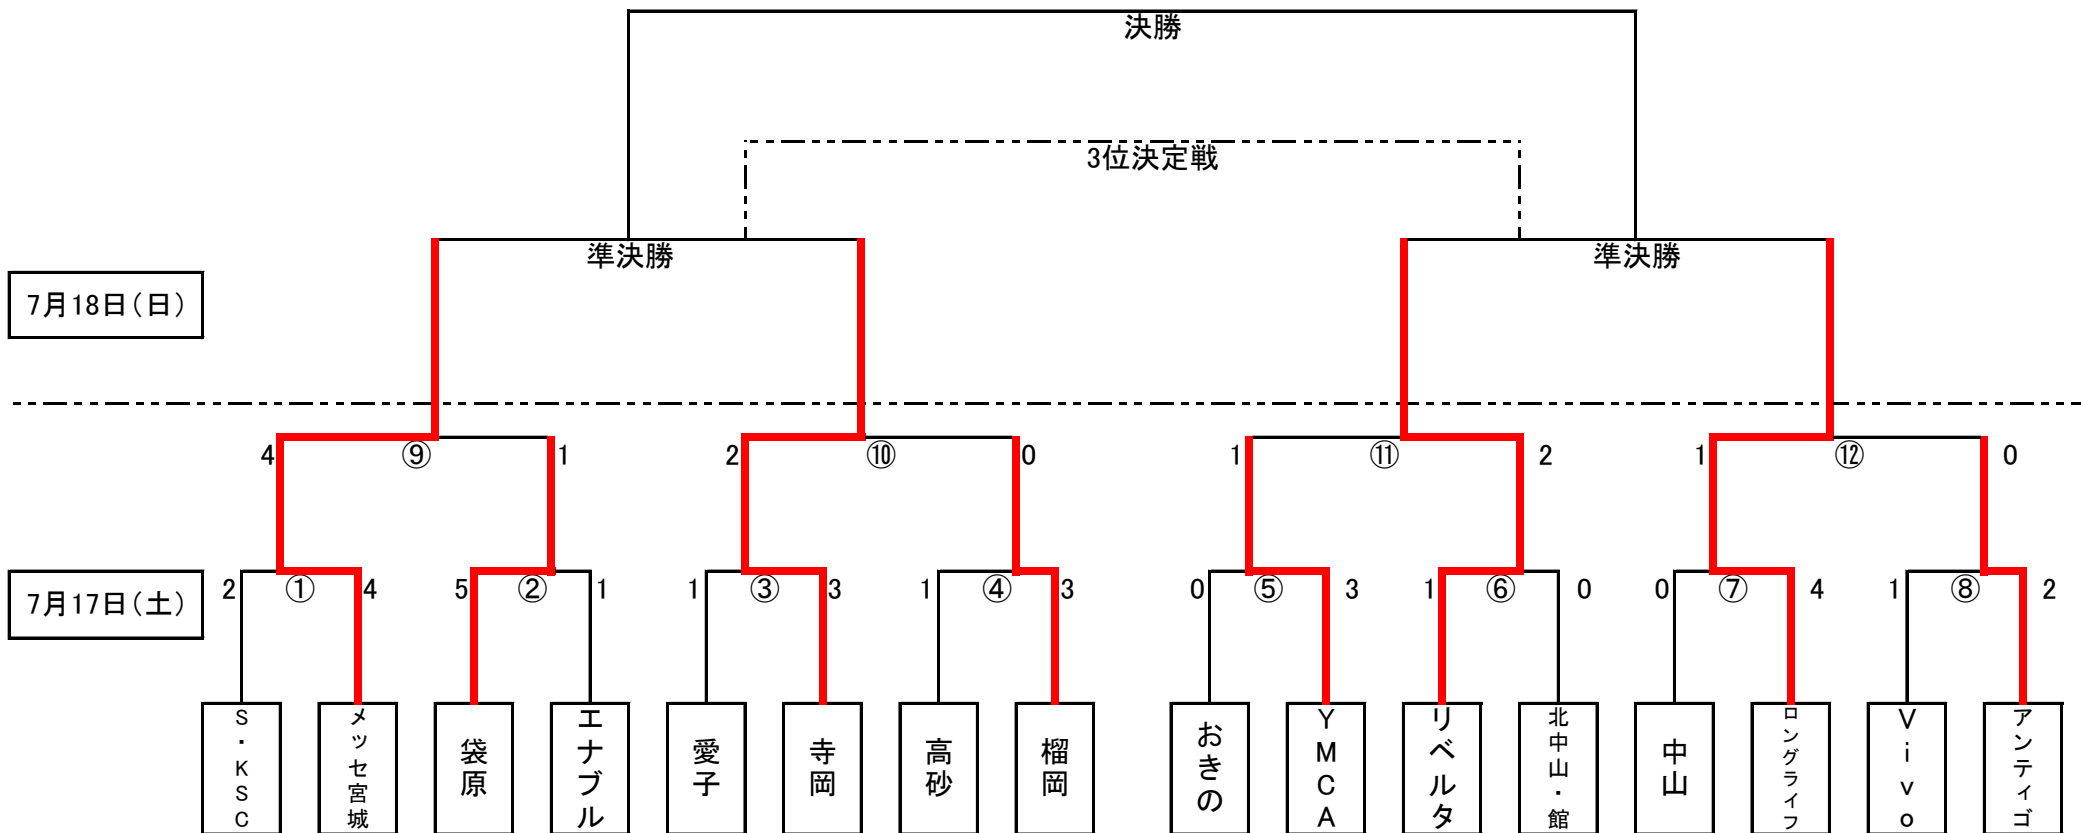 決勝
3位決定戦
準決勝
準決勝
7月18日(日)
4 ⑨ 1 2 ⑩ 0 1 ⑪ 2 1 ⑫ 0
7月17日(土)
2 ① 4 5 ② 1 1 ③ 3 1 ④ 3 0 ⑤ 3 1 ⑥ 0 0 ⑦ 4 1 ⑧ 2
S・KSC
メッセ宮城
袋原
エナブル
愛子
寺岡
高砂
榴岡
おきの
YMCA
リベルタ
北中山・館
中山
ロングライフ
Vivo
アンティゴ